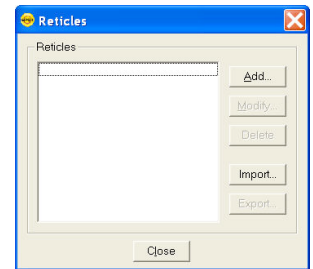 Reticles
Reticles
Add...
Modify...
Delete
Import...
Export...
Close